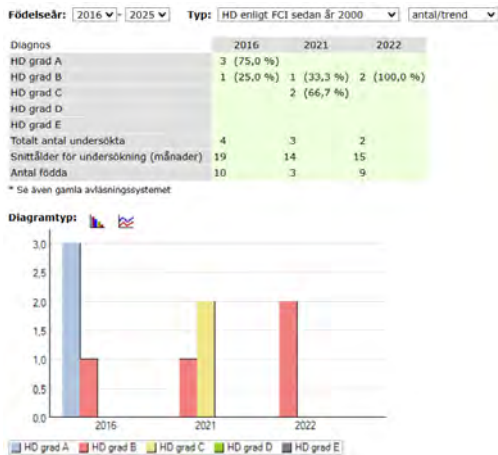 Födelseår: 2016 - 2025 Typ: HD enligt FCI sedan år 2000 antal/trend
Diagnos 2016 2021 2022
HD grad A 3 (75,0 %)
HD grad B 1 (25,0 %) 1 (33,3 %) 2 (100,0 %)
HD grad C 2 (66,7 %)
HD grad D
HD grad E
Totalt antal undersökta 4 3 2
Snittålder för undersökning (månader) 19 14 15
Antal födda 10 3 9
* Se även gamla avläsningssystemet
Diagramtyp:
3,0
2,5
2,0
1,5
1,0
0,5
0,0
2016 2021 2022
HD grad A HD grad B HD grad C HD grad D HD grad E